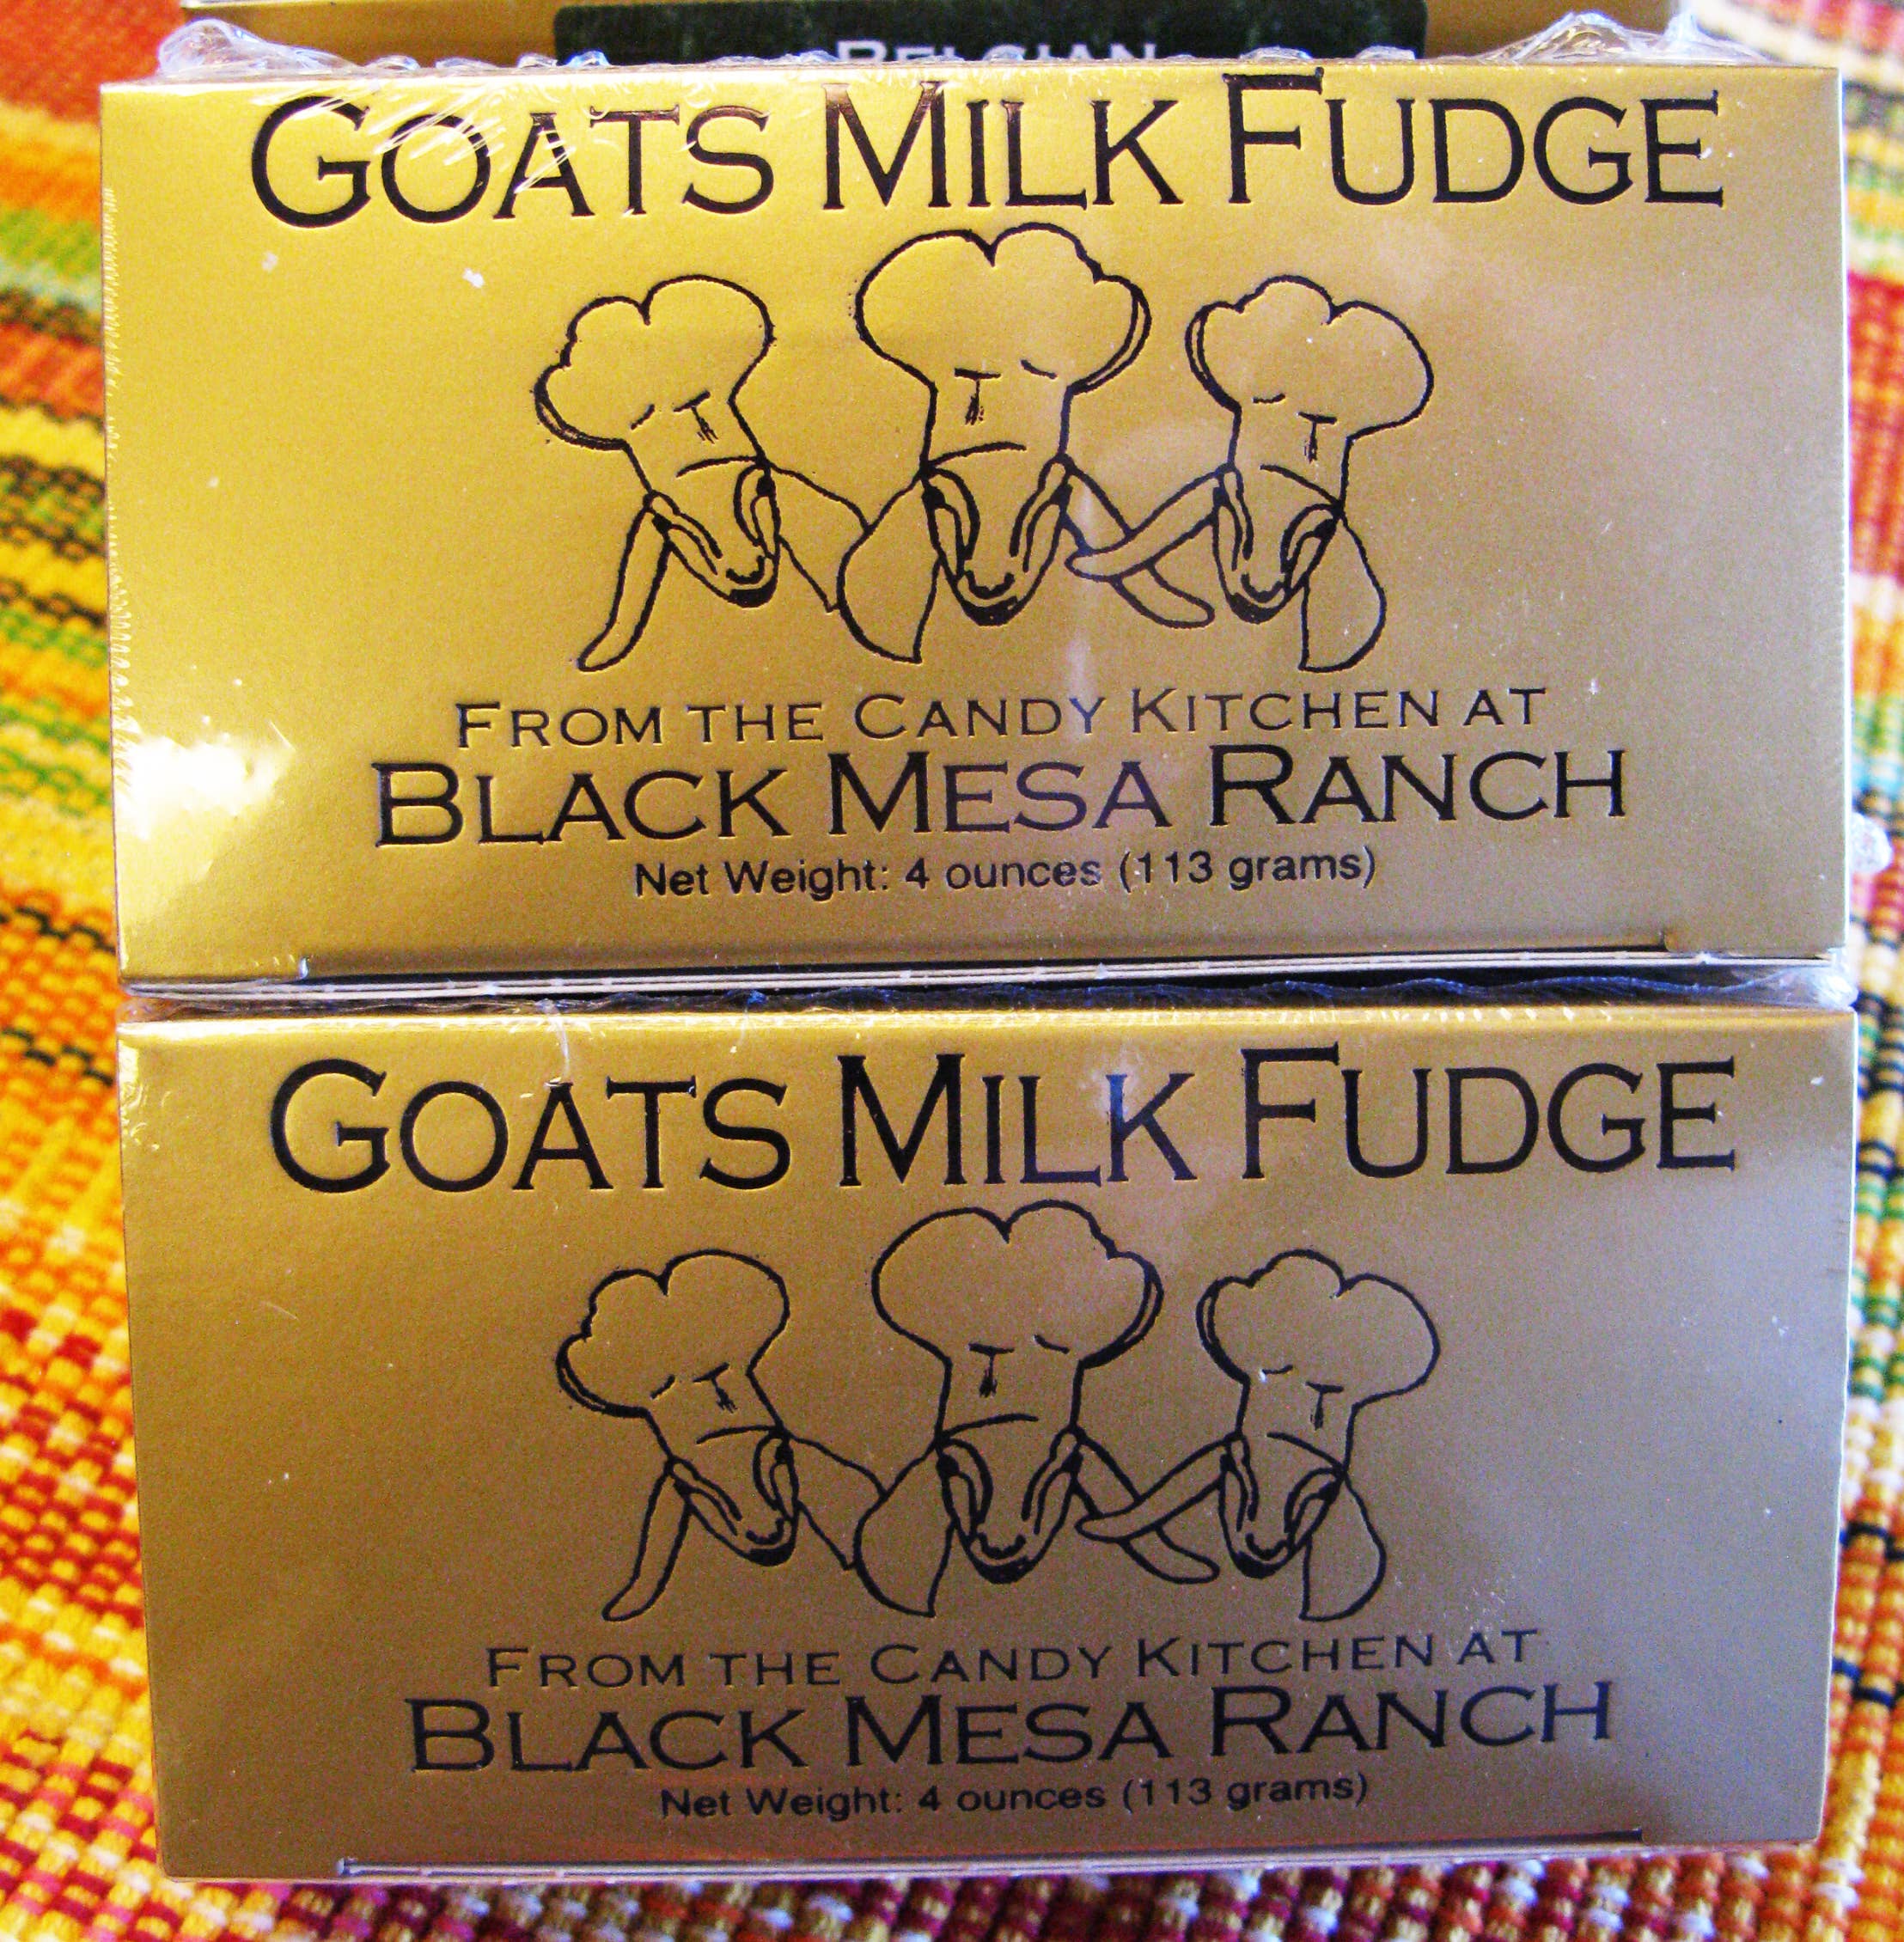 BELGIAN
GOATS MILK FUDGE
FROM THE CANDY KITCHEN AT
BLACK MESA RANCH
Net Weight: 4 ounces (113 grams)
GOATS MILK FUDGE
FROM THE CANDY KITCHEN AT
BLACK MESA RANCH
Net Weight: 4 ounces (113 grams)